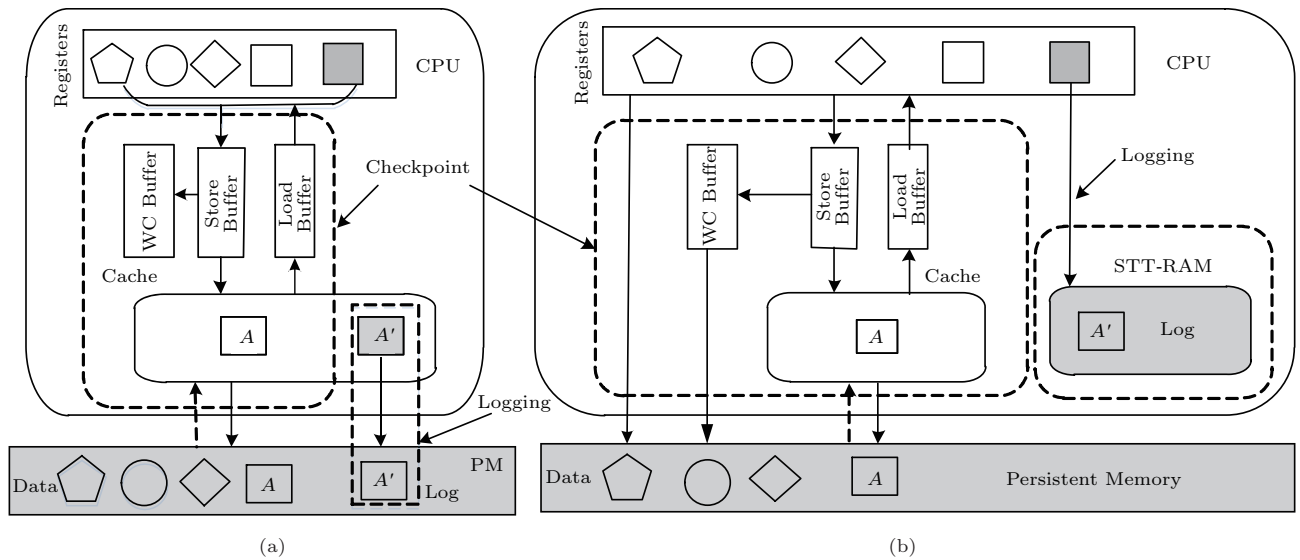 Registers
CPU
Checkpoint
WC Buffer
Store
Buffer
Load
Buffer
Cache
A
A'
Logging
Data
A
A'
Log
PM
(a)
Registers
CPU
Logging
WC Buffer
Store
Buffer
Load
Buffer
Cache
STT-RAM
A
A'
Log
Data
A
Persistent Memory
(b)